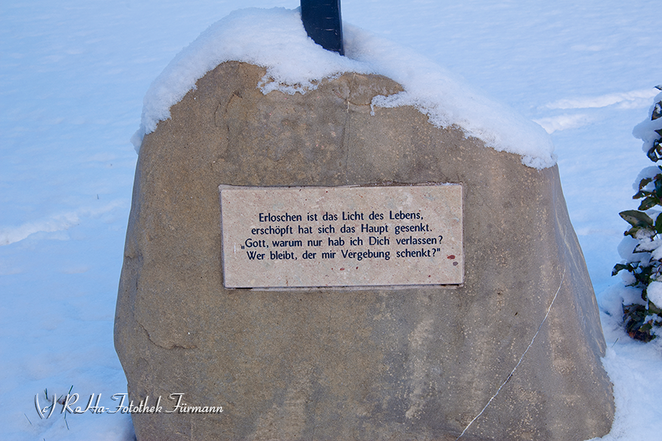 Erloschen ist das Licht des Lebens,
erschöpft hat sich das Haupt gesenkt.
„Gott, warum nur hab ich Dich verlassen?
Wer bleibt, der mir Vergebung schenkt?"
(c) RaHa-Fotothek Fürmann